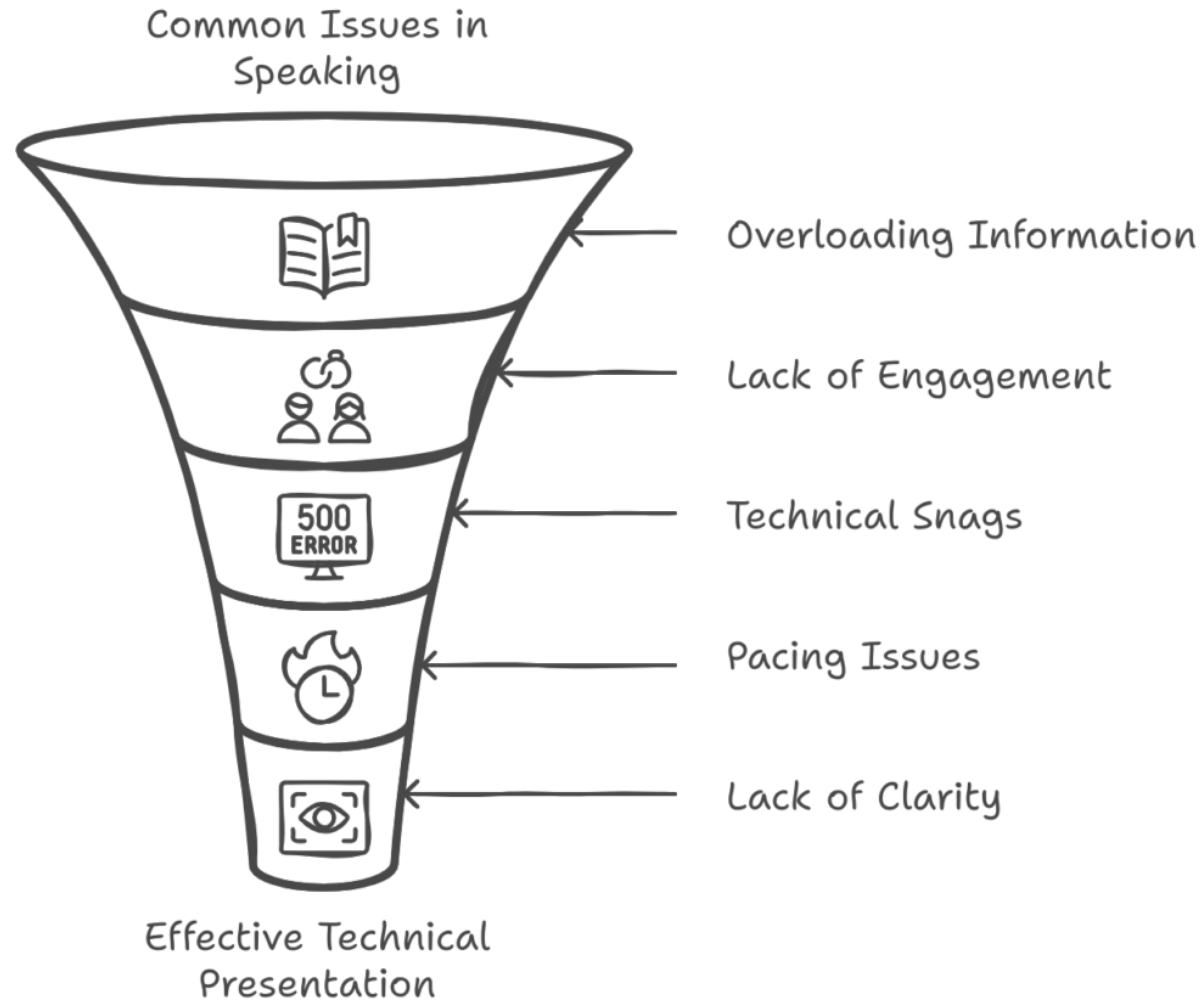 Common Issues in
Speaking
Overloading Information
Lack of Engagement
500
ERROR
Technical Snags
Pacing Issues
Lack of Clarity
Effective Technical
Presentation